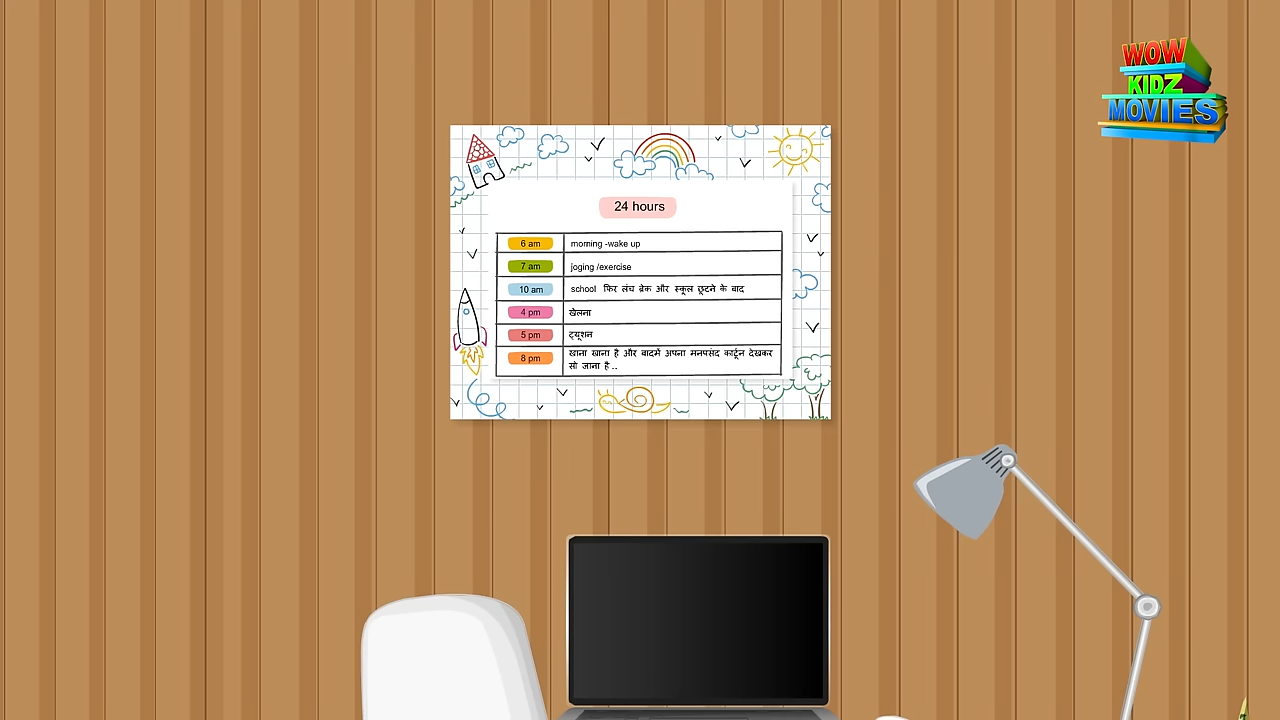 WOW
KIDZ
MOVIES
24 hours
6 am morning -wake up
7 am joging /exercise
10 am school फिर लंच ब्रेक और स्कूल छूटने के बाद
4 pm खेलना
5 pm ट्यूशन
8 pm खाना खाना है और बादमें अपना मनपसंद कार्टून देखकर
सो जाना है ..